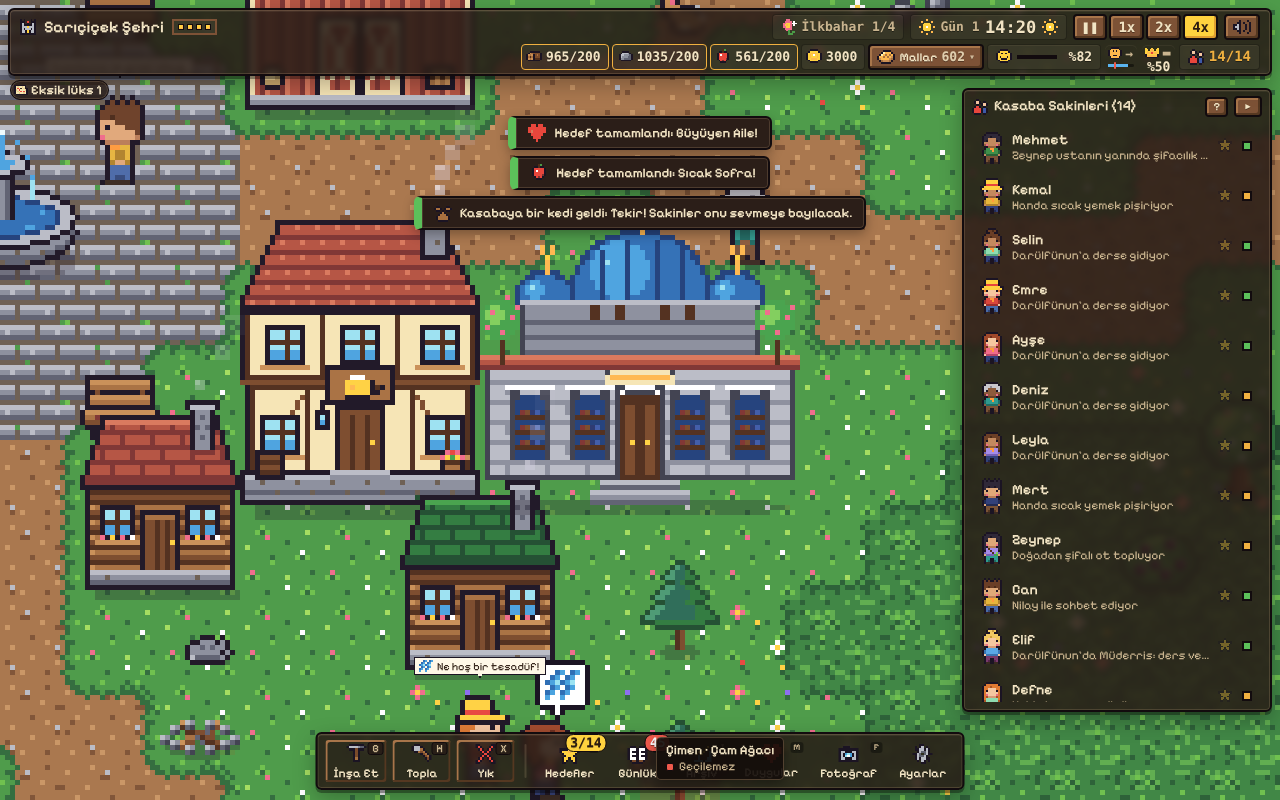 Sarıçiçek Şehri
İlkbahar 1/4
Gün 1 14:20
1x
2x
4x
965/200
1035/200
561/200
3000
Mallar 602
%82
%50
14/14
Eksik lüks 1
Hedef tamamlandı: Büyüyen Aile!
Hedef tamamlandı: Sıcak Sofra!
Kasabaya bir kedi geldi: Tekir! Sakinler onu sevmeye bayılacak.
Kasaba Sakinleri (14)
?
Mehmet
Zeynep ustanın yanında şifacılık ...
Kemal
Handa sıcak yemek pişiriyor
Selin
Darülfünun'a derse gidiyor
Emre
Darülfünun'a derse gidiyor
Ayşe
Darülfünun'a derse gidiyor
Deniz
Darülfünun'a derse gidiyor
Leyla
Darülfünun'a derse gidiyor
Mert
Handa sıcak yemek pişiriyor
Zeynep
Doğadan şifalı ot topluyor
Can
Nilay ile sohbet ediyor
Elif
Darülfünun'da Müderris: ders ve...
Defne
Ne hoş bir tesadüf!
İnşa Et
G
Topla
H
Yık
X
3/14
Hedefler
Günlük
Çimen · Çam Ağacı
Geçilemez
M
Fotoğraf
F
Ayarlar